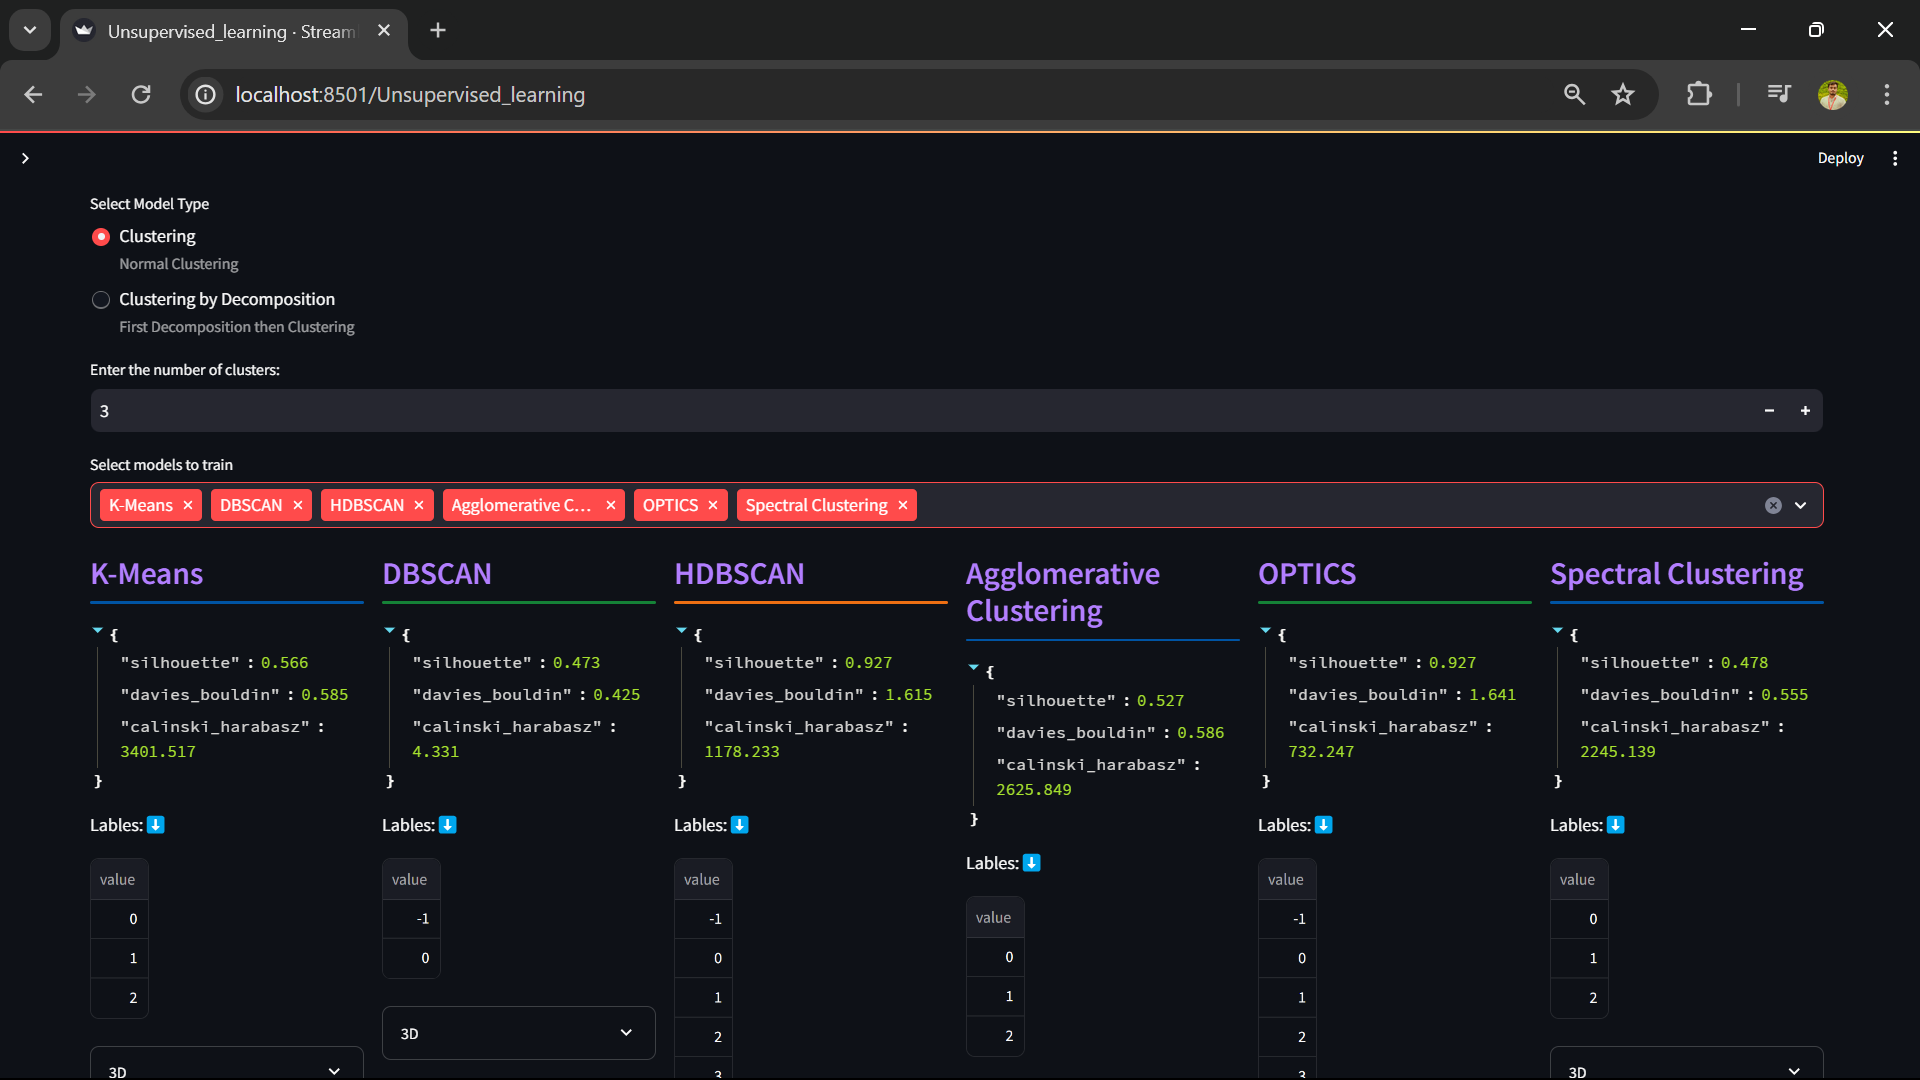 Unsupervised_learning · Stream
localhost:8501/Unsupervised_learning
Deploy
Select Model Type
Clustering
Normal Clustering
Clustering by Decomposition
First Decomposition then Clustering
Enter the number of clusters:
3
Select models to train
K-Means DBSCAN HDBSCAN Agglomerative C... OPTICS Spectral Clustering
K-Means
{
"silhouette" : 0.566
"davies_bouldin" : 0.585
"calinski_harabasz" :
3401.517
}
Lables:
value
0
1
2
3D
DBSCAN
{
"silhouette" : 0.473
"davies_bouldin" : 0.425
"calinski_harabasz" :
4.331
}
Lables:
value
-1
0
3D
HDBSCAN
{
"silhouette" : 0.927
"davies_bouldin" : 1.615
"calinski_harabasz" :
1178.233
}
Lables:
value
-1
0
1
2
3
Agglomerative
Clustering
{
"silhouette" : 0.527
"davies_bouldin" : 0.586
"calinski_harabasz" :
2625.849
}
Lables:
value
0
1
2
OPTICS
{
"silhouette" : 0.927
"davies_bouldin" : 1.641
"calinski_harabasz" :
732.247
}
Lables:
value
-1
0
1
2
3
Spectral Clustering
{
"silhouette" : 0.478
"davies_bouldin" : 0.555
"calinski_harabasz" :
2245.139
}
Lables:
value
0
1
2
3D